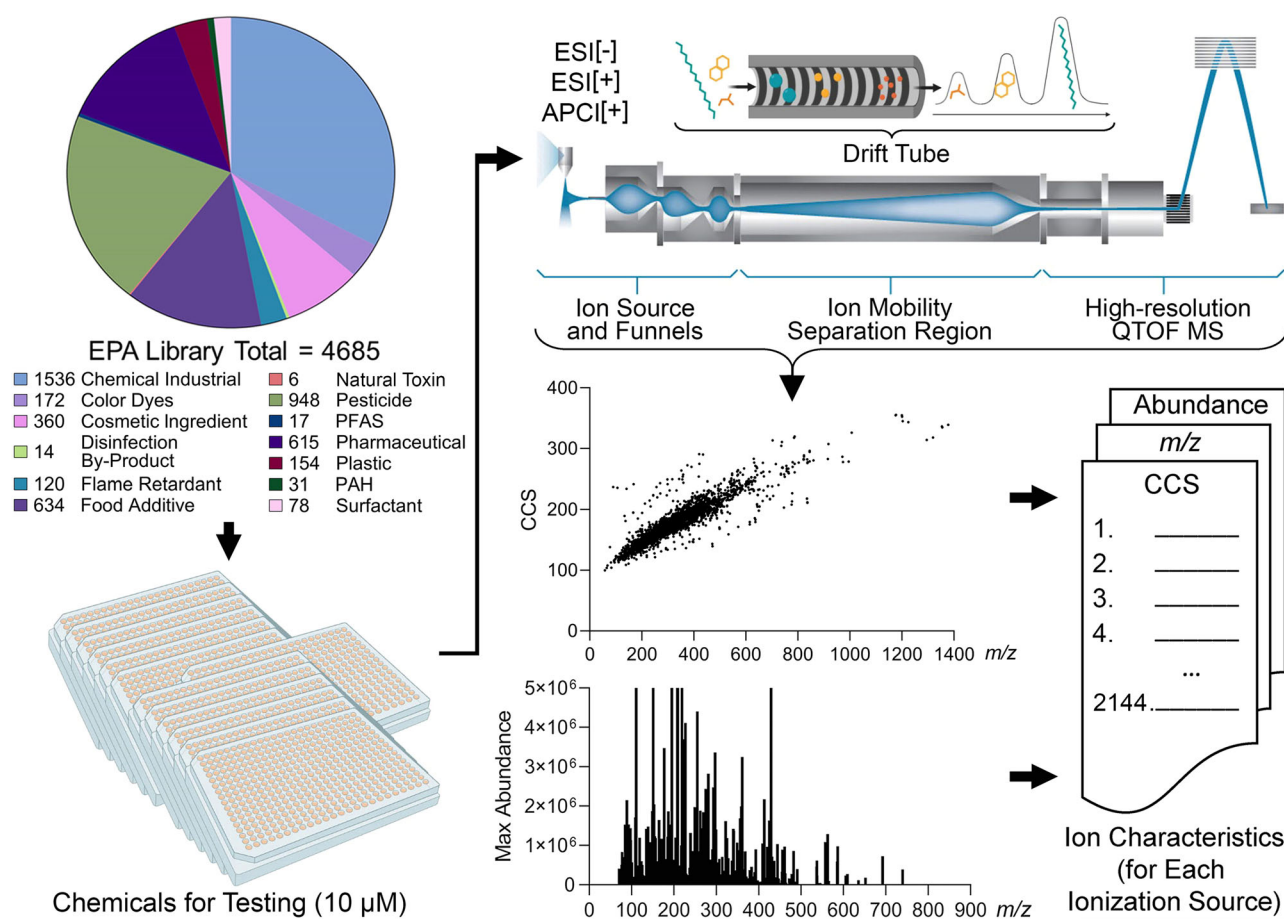 EPA Library Total = 4685
1536 Chemical Industrial
172 Color Dyes
360 Cosmetic Ingredient
14 Disinfection
By-Product
120 Flame Retardant
634 Food Additive
6 Natural Toxin
948 Pesticide
17 PFAS
615 Pharmaceutical
154 Plastic
31 PAH
78 Surfactant
Chemicals for Testing (10 µM)
ESI[-]
ESI[+]
APCI[+]
Drift Tube
Ion Source
and Funnels
Ion Mobility
Separation Region
High-resolution
QTOF MS
CCS
400
300
200
100
0
0 200 400 600 800 1000 1200 1400 m/z
Max Abundance
5×10⁶
4×10⁶
3×10⁶
2×10⁶
1×10⁶
0
0 100 200 300 400 500 600 700 800 900
m/z
Abundance
m/z
CCS
1. ________
2. ________
3. ________
4. ________
...
2144. ________
Ion Characteristics
(for Each
Ionization Source)